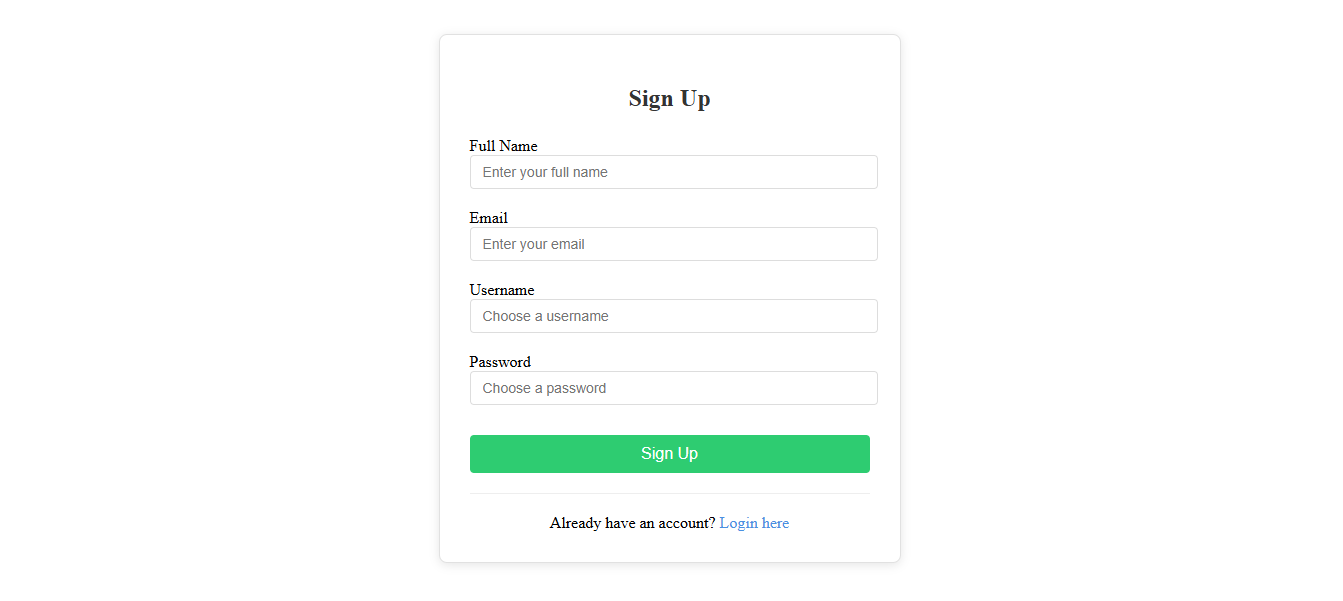 Sign Up
Full Name
Enter your full name
Email
Enter your email
Username
Choose a username
Password
Choose a password
Sign Up
Already have an account? Login here